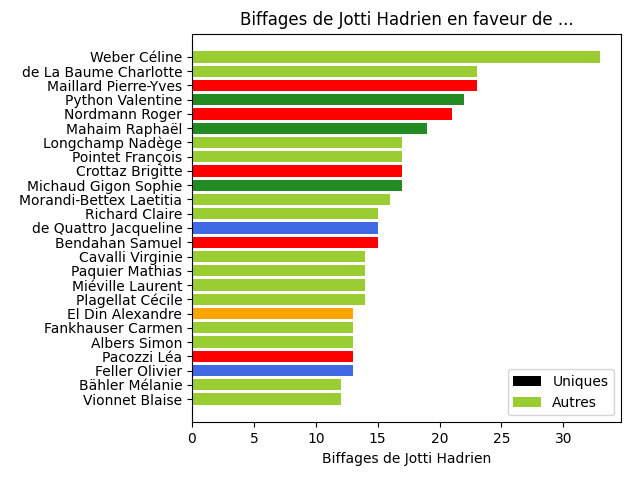 Biffages de Jotti Hadrien en faveur de ...
Weber Céline
de La Baume Charlotte
Maillard Pierre-Yves
Python Valentine
Nordmann Roger
Mahaim Raphaël
Longchamp Nadège
Pointet François
Crottaz Brigitte
Michaud Gigon Sophie
Morandi-Bettex Laetitia
Richard Claire
de Quattro Jacqueline
Bendahan Samuel
Cavalli Virginie
Paquier Mathias
Miéville Laurent
Plagellat Cécile
El Din Alexandre
Fankhauser Carmen
Albers Simon
Pacozzi Léa
Feller Olivier
Bähler Mélanie
Vionnet Blaise
Uniques
Autres
0 5 10 15 20 25 30
Biffages de Jotti Hadrien